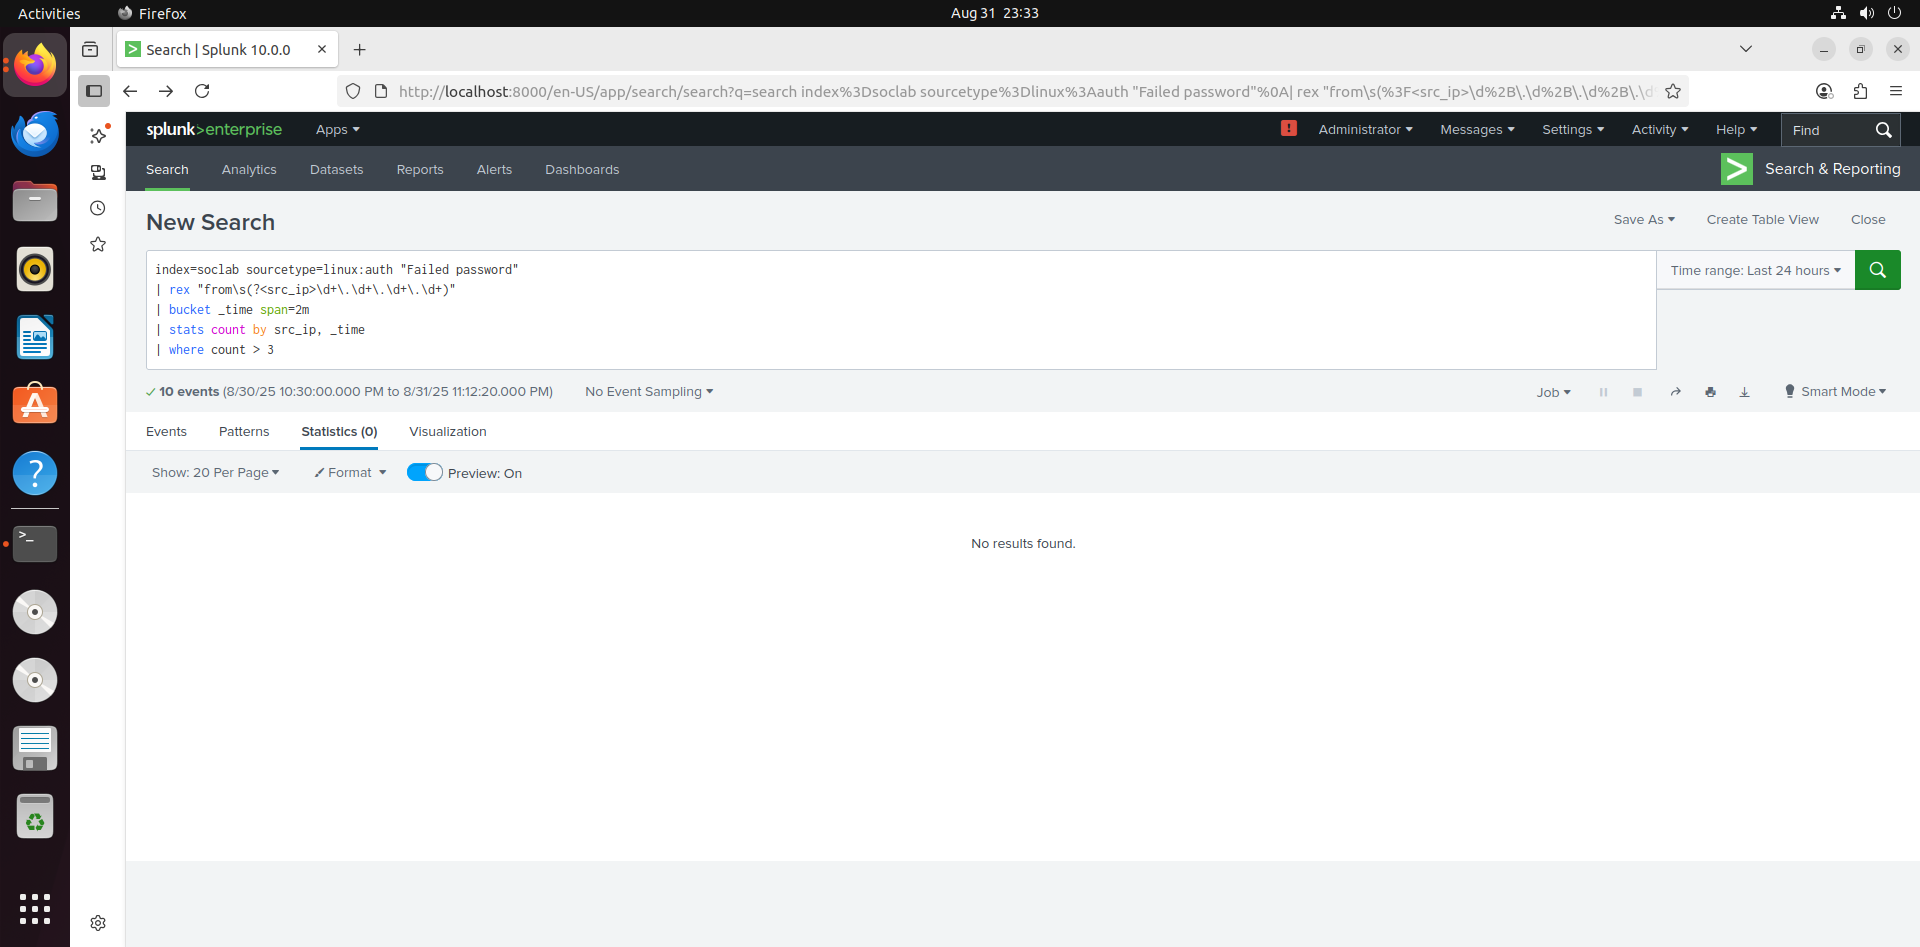 Activities
Firefox
Aug 31 23:33
Search | Splunk 10.0.0
http://localhost:8000/en-US/app/search/search?q=search index%3Dsoclab sourcetype%3Dlinux%3Aauth "Failed password"%0A| rex "from\s(%3F<src_ip>\d%2B\.\d%2B\.\d%2B\.\d
splunk>enterprise
Apps
Administrator
Messages
Settings
Activity
Help
Find
Search
Analytics
Datasets
Reports
Alerts
Dashboards
Search & Reporting
New Search
Save As
Create Table View
Close
index=soclab sourcetype=linux:auth "Failed password"
| rex "from\s(?<src_ip>\d+\.\d+\.\d+\.\d+)"
| bucket _time span=2m
| stats count by src_ip, _time
| where count > 3
Time range: Last 24 hours
10 events (8/30/25 10:30:00.000 PM to 8/31/25 11:12:20.000 PM)
No Event Sampling
Job
Smart Mode
Events
Patterns
Statistics (0)
Visualization
Show: 20 Per Page
Format
Preview: On
No results found.